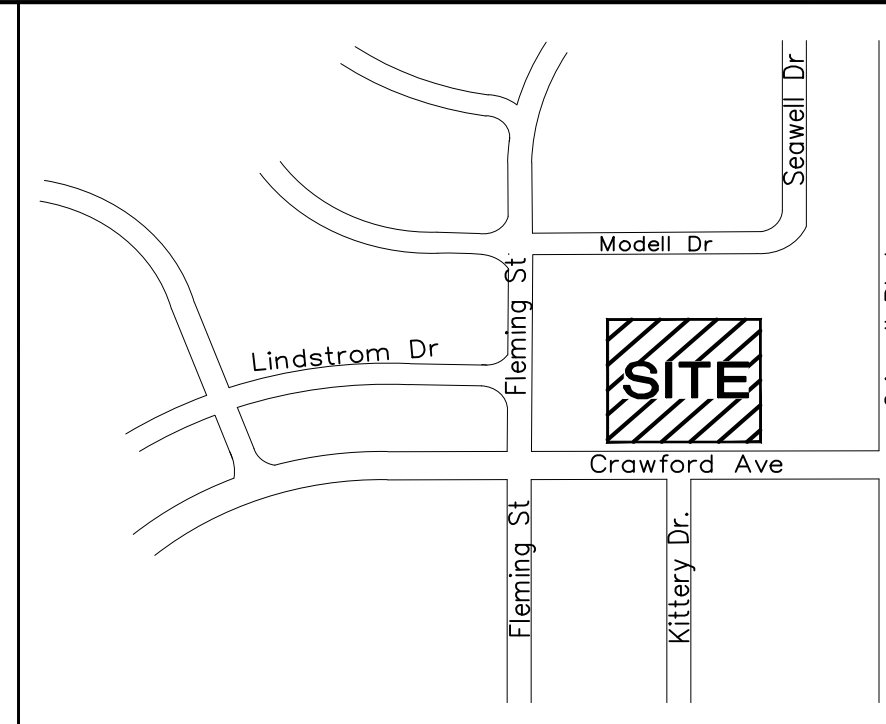 Seawell Dr
Modell Dr
Fleming St
Lindstrom Dr
SITE
Crawford Ave
Fleming St
Kittery Dr.